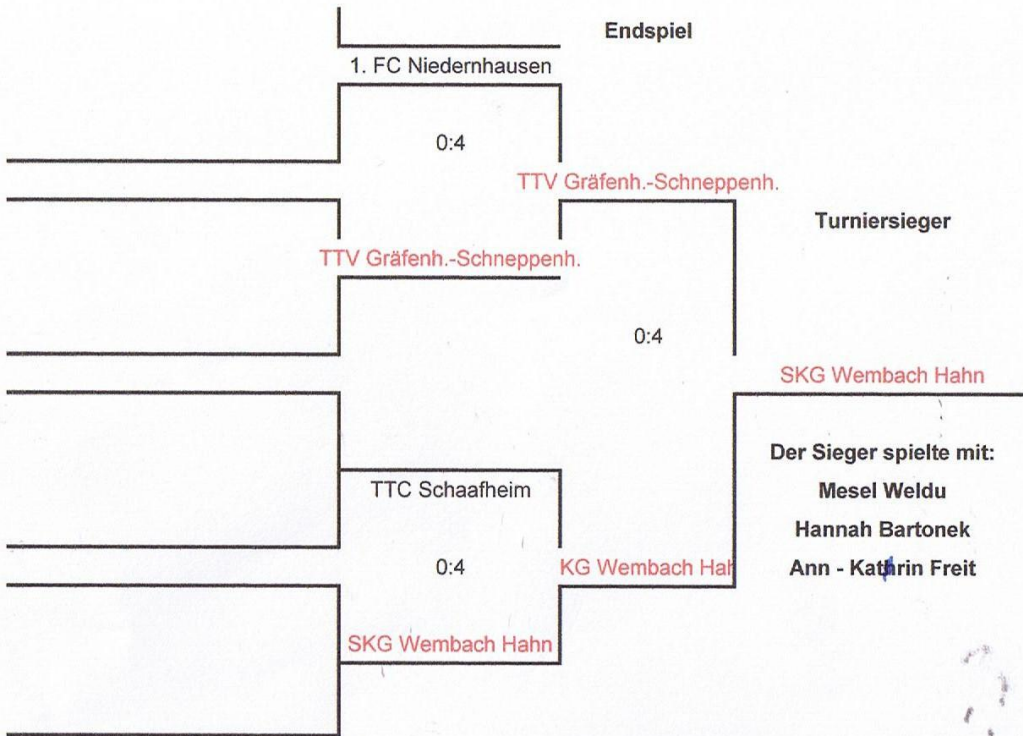 Endspiel
1. FC Niedernhausen
0:4
TTV Gräfenh.-Schneppenh.
Turniersieger
TTV Gräfenh.-Schneppenh.
0:4
SKG Wembach Hahn
Der Sieger spielte mit:
TTC Schaafheim
Mesel Weldu
Hannah Bartonek
0:4
KG Wembach Hah
Ann - Kathrin Freit
SKG Wembach Hahn